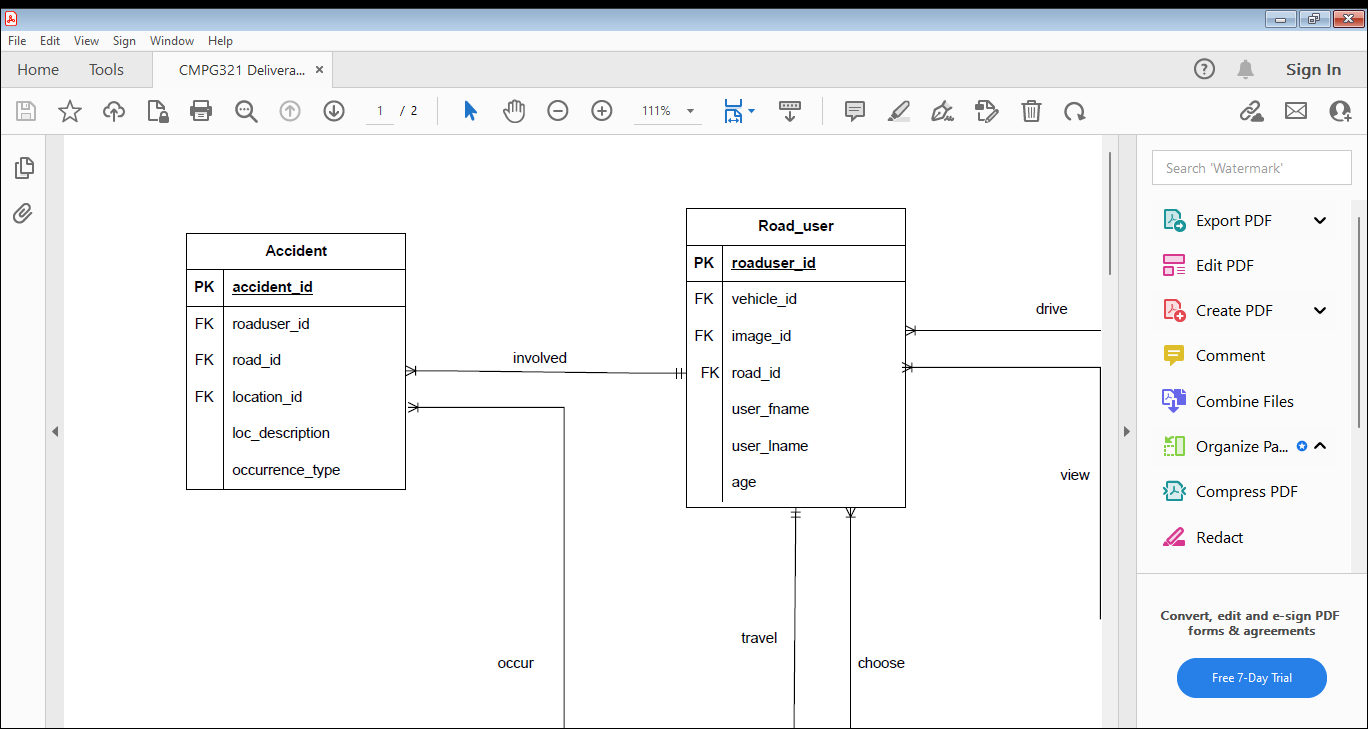 File Edit View Sign Window Help
Home Tools CMPG321 Delivera... × Sign In
1 / 2 111%
Search 'Watermark'
Export PDF
Edit PDF
Create PDF
Comment
Combine Files
Organize Pa...
Compress PDF
Redact
Convert, edit and e-sign PDF
forms & agreements
Free 7-Day Trial
Accident
PK accident_id
FK roaduser_id
FK road_id
FK location_id
loc_description
occurrence_type
involved
occur
Road_user
PK roaduser_id
FK vehicle_id
FK image_id
FK road_id
user_fname
user_lname
age
drive
view
travel
choose